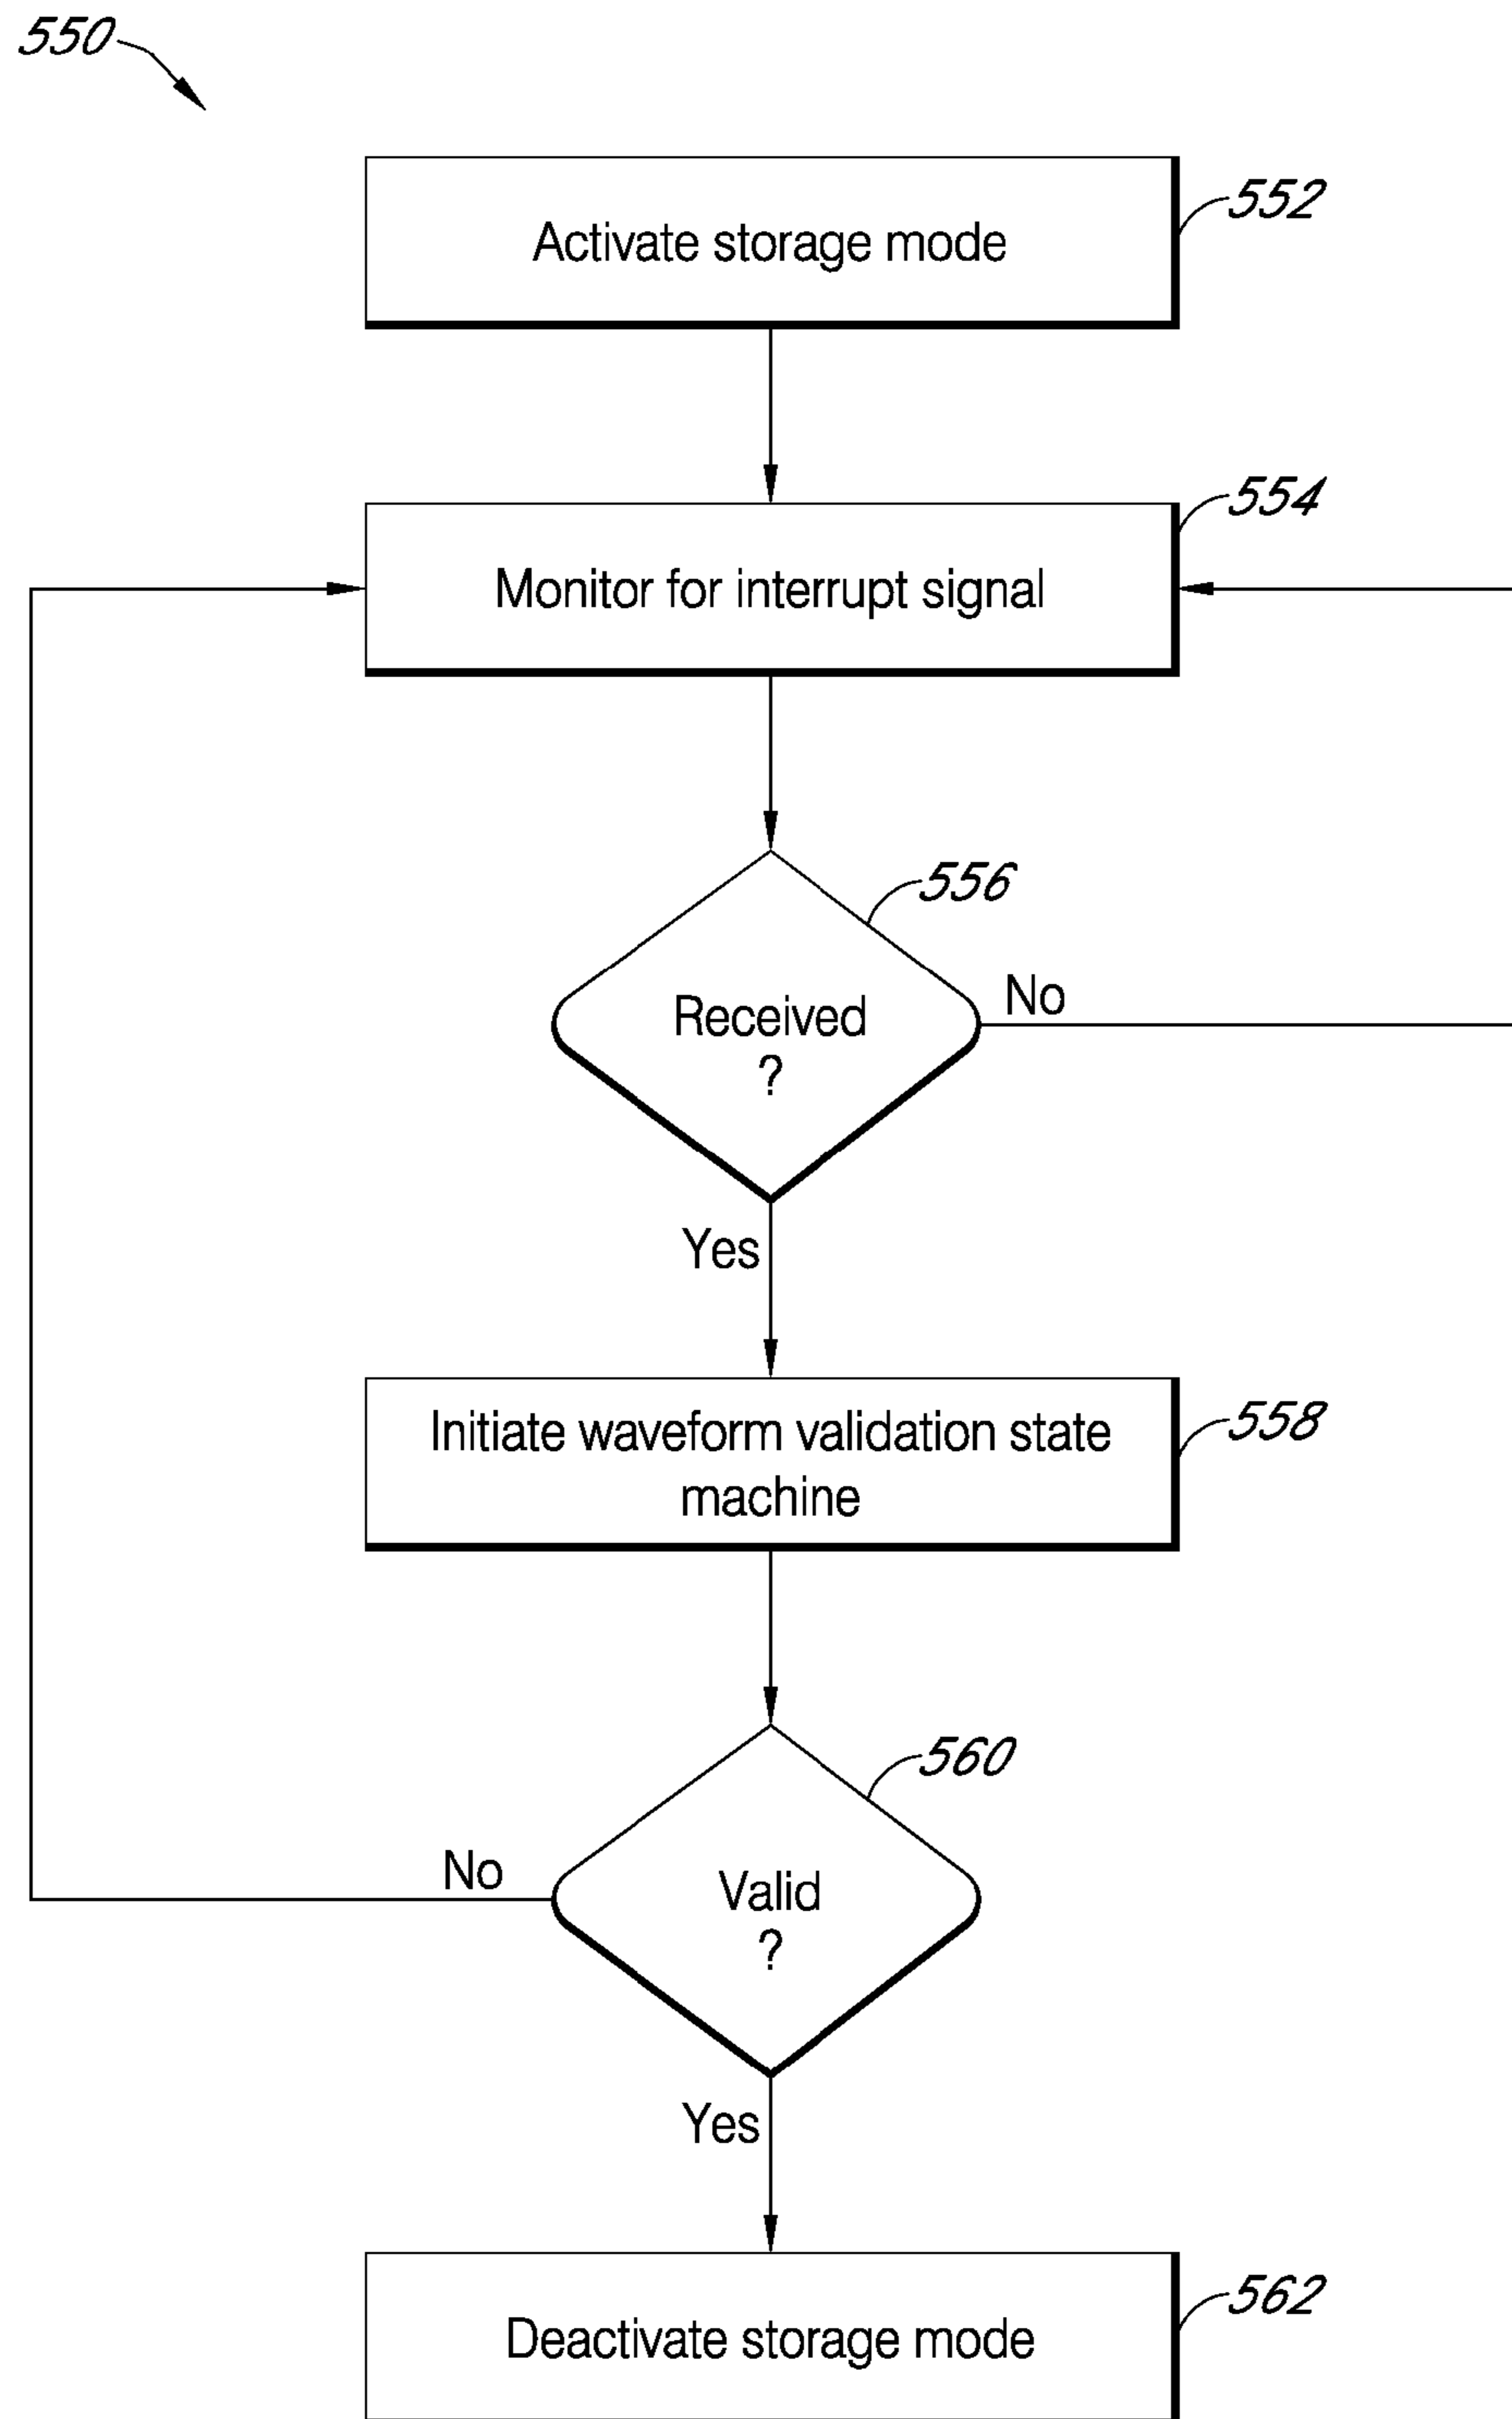 550
Activate storage mode
552
Monitor for interrupt signal
554
556
Received
?
No
Yes
Initiate waveform validation state
machine
558
560
Valid
?
No
Yes
Deactivate storage mode
562